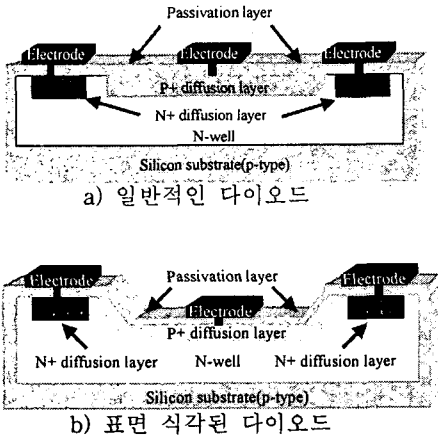 Passivation layer
Electrode Electrode Electrode
P+ diffusion layer
N+ diffusion layer
N-well
Silicon substrate(p-type)
a) 일반적인 다이오드
Electrode Passivation layer Electrode
Electrode
P+ diffusion layer
N+ diffusion layer N-well N+ diffusion layer
Silicon substrate(p-type)
b) 표면 식각된 다이오드